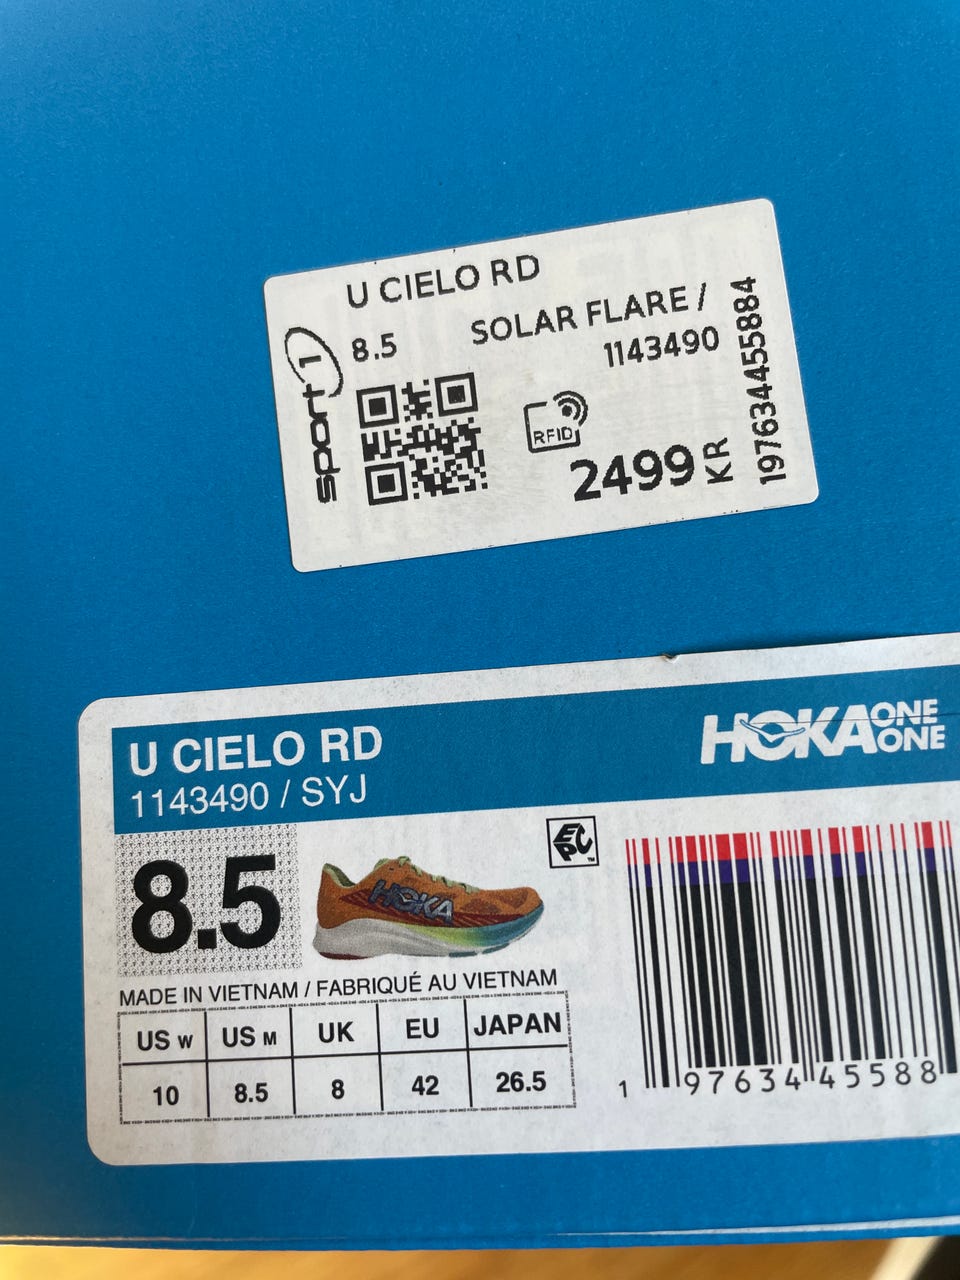 U CIELO RD
8.5
SOLAR FLARE /
1143490
sport 1
RFID
2499 KR
197634455884
U CIELO RD
1143490 / SYJ
HOKA ONE ONE
8.5
HOKA
EPC
TM
MADE IN VIETNAM / FABRIQUÉ AU VIETNAM
US W US M UK EU JAPAN
10 8.5 8 42 26.5
1 97634 45588